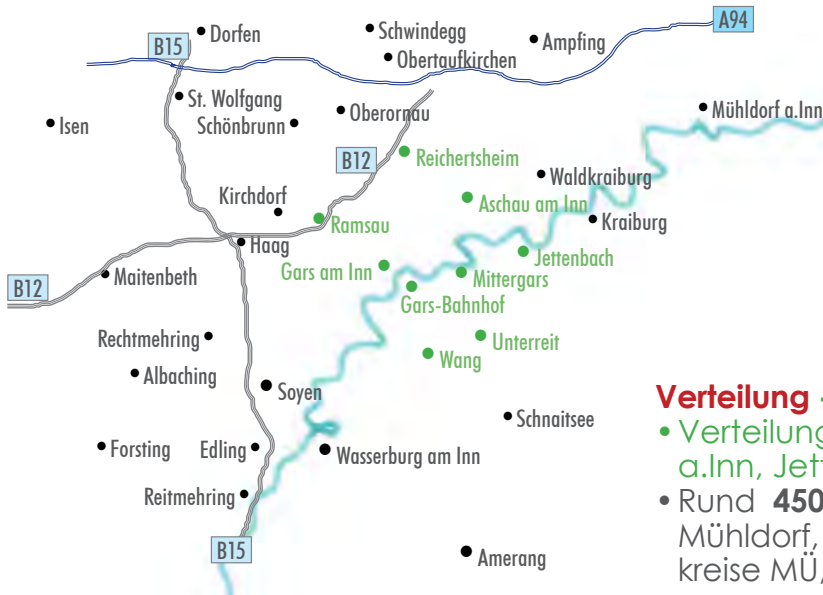 A94
Schwindegg
Dorfen
Ampfing
B15
Obertaufkirchen
St. Wolfgang
Mühldorf a.Inn
Oberornau
Isen
Schönbrunn
B12
Reichertsheim
Waldkraiburg
Aschau am Inn
Kirchdorf
Ramsau
Kraiburg
Haag
Jettenbach
Gars am Inn
Maitenbeth
Mittergars
B12
Gars-Bahnhof
Rechtmehring
Unterreit
Wang
Albaching
Soyen
Schnaitsee
Forsting
Edling
Wasserburg am Inn
Reitmehring
B15
Amerang
Verteilung
• Verteilung
a.Inn, Jett
• Rund 450
Mühldorf,
kreise MÜ,